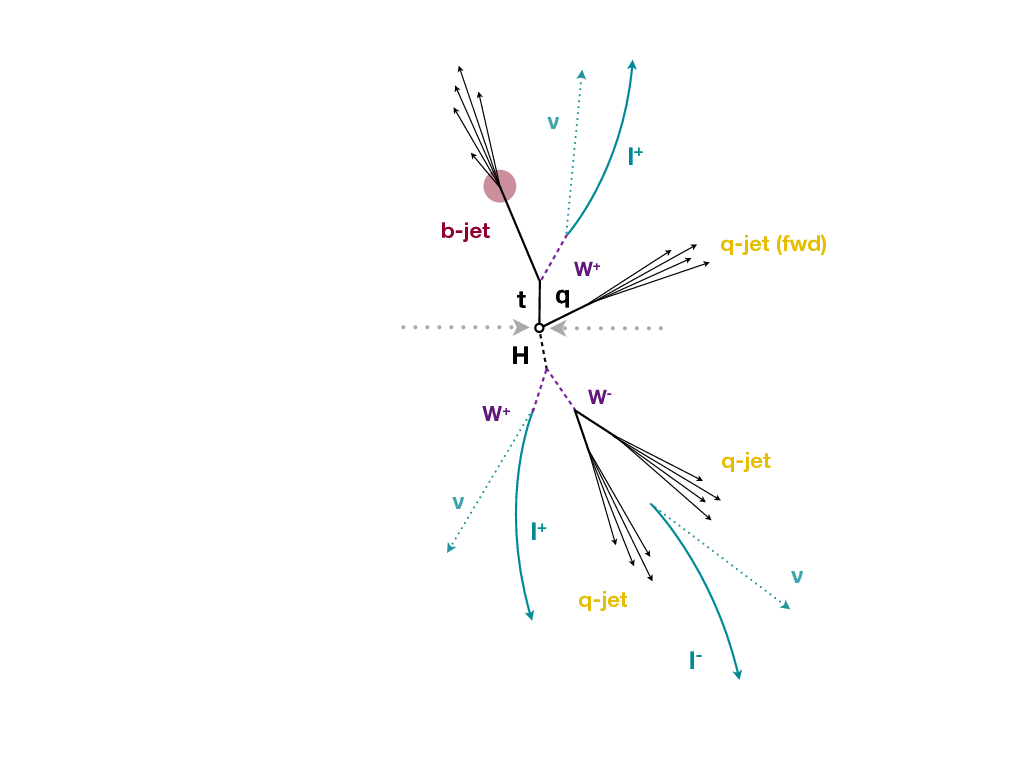 v
l⁺
b-jet
q-jet (fwd)
W⁺
t
q
H
W⁻
W⁺
q-jet
v
l⁺
v
q-jet
l⁻